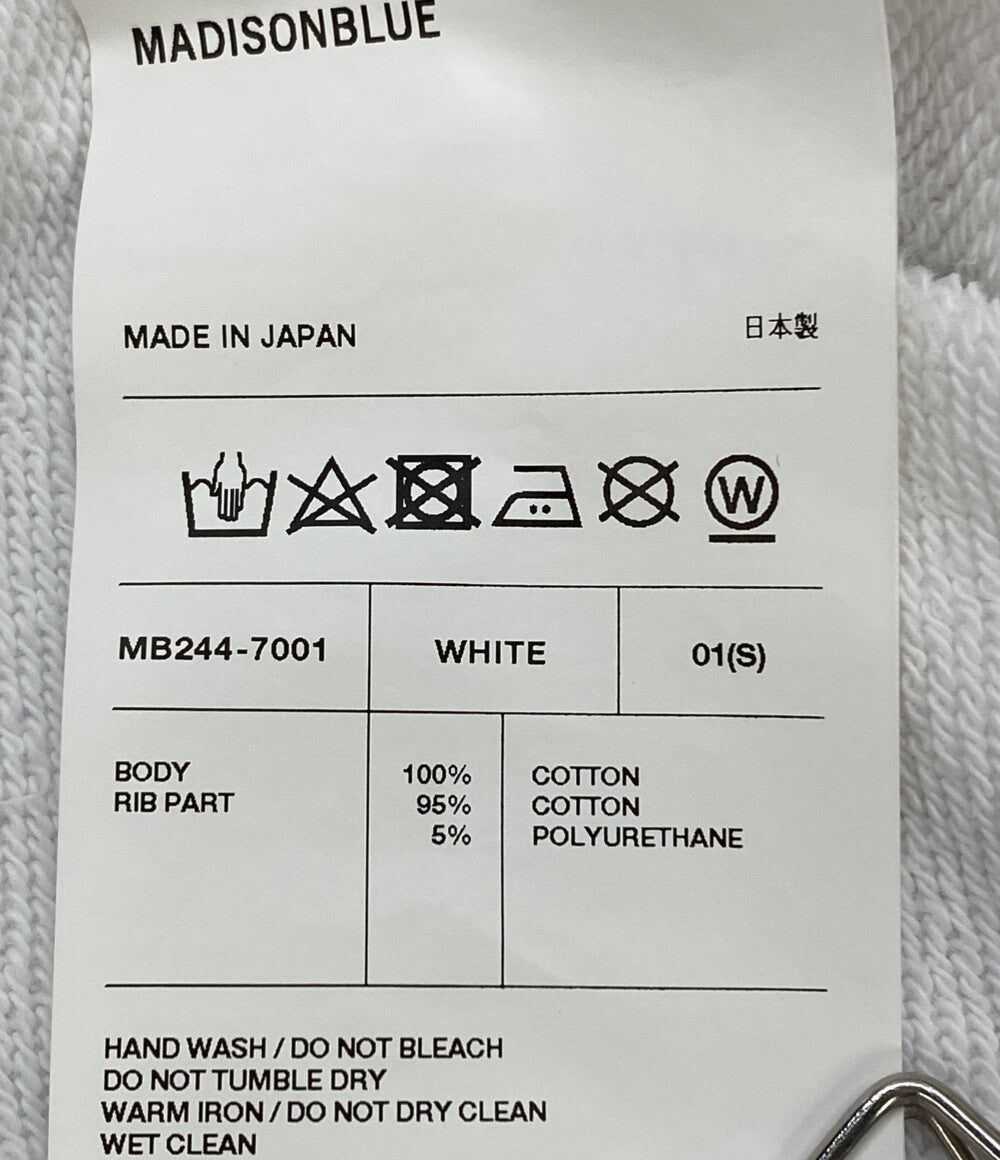 MADISONBLUE
MADE IN JAPAN 日本製
W
MB244-7001 WHITE 01(S)
BODY 100% COTTON
RIB PART 95% COTTON
5% POLYURETHANE
HAND WASH / DO NOT BLEACH
DO NOT TUMBLE DRY
WARM IRON / DO NOT DRY CLEAN
WET CLEAN